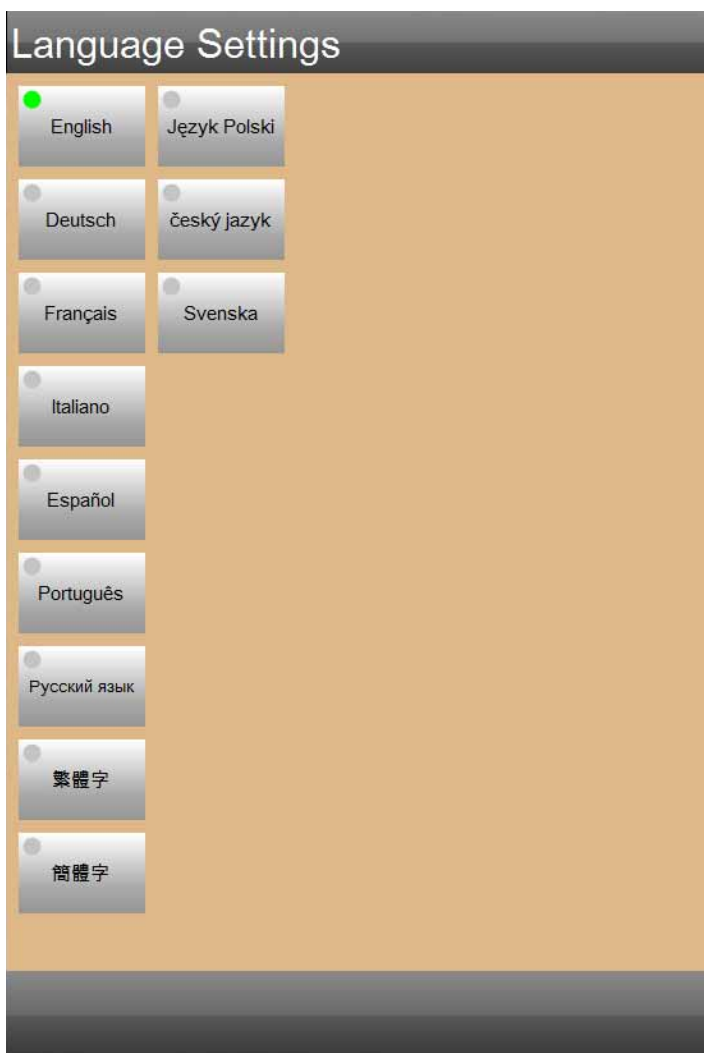 Language Settings
English
Język Polski
Deutsch
český jazyk
Français
Svenska
Italiano
Español
Português
Русский язык
繁體字
簡體字